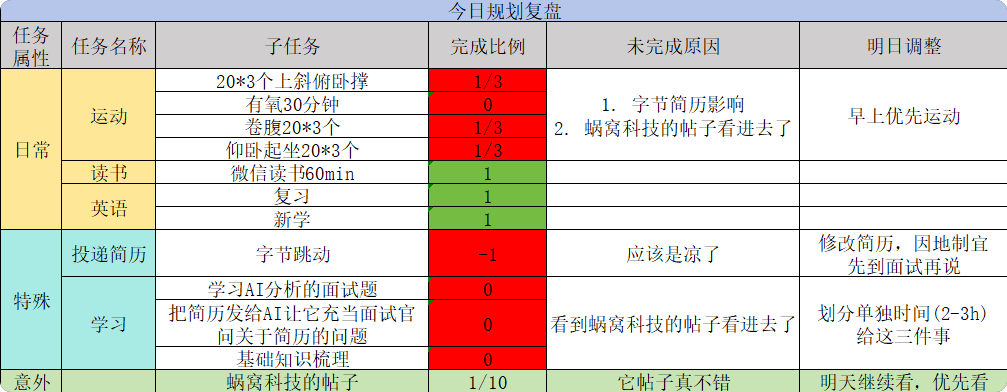 今日规划复盘
任务
属性
任务名称
子任务
完成比例
未完成原因
明日调整
日常
运动
20*3个上斜俯卧撑
1/3
有氧30分钟
0
卷腹20*3个
1/3
仰卧起坐20*3个
1/3
1. 字节简历影响
2. 蜗窝科技的帖子看进去了
早上优先运动
读书
微信读书60min
1
英语
复习
1
新学
1
特殊
投递简历
字节跳动
-1
应该是凉了
修改简历，因地制宜
先到面试再说
学习
学习AI分析的面试题
0
把简历发给AI让它充当面试官
问关于简历的问题
0
基础知识梳理
0
看到蜗窝科技的帖子看进去了
划分单独时间(2-3h)
给这三件事
意外
蜗窝科技的帖子
1/10
它帖子真不错
明天继续看，优先看